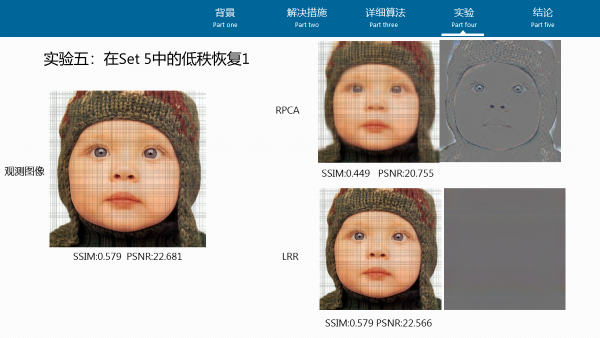 背景 解决措施 详细算法 实验 结论
Part one Part two Part three Part four Part five
实验五：在Set 5中的低秩恢复1
观测图像
SSIM:0.579 PSNR:22.681
RPCA
SSIM:0.449 PSNR:20.755
LRR
SSIM:0.579 PSNR:22.566